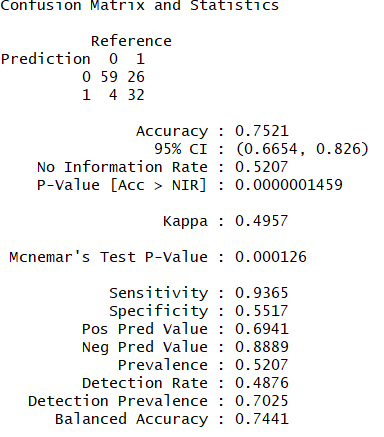 Confusion Matrix and Statistics
Reference
Prediction 0 1
0 59 26
1 4 32
Accuracy : 0.7521
95% CI : (0.6654, 0.826)
No Information Rate : 0.5207
P-Value [Acc > NIR] : 0.0000001459
Kappa : 0.4957
Mcnemar's Test P-Value : 0.000126
Sensitivity : 0.9365
Specificity : 0.5517
Pos Pred Value : 0.6941
Neg Pred Value : 0.8889
Prevalence : 0.5207
Detection Rate : 0.4876
Detection Prevalence : 0.7025
Balanced Accuracy : 0.7441